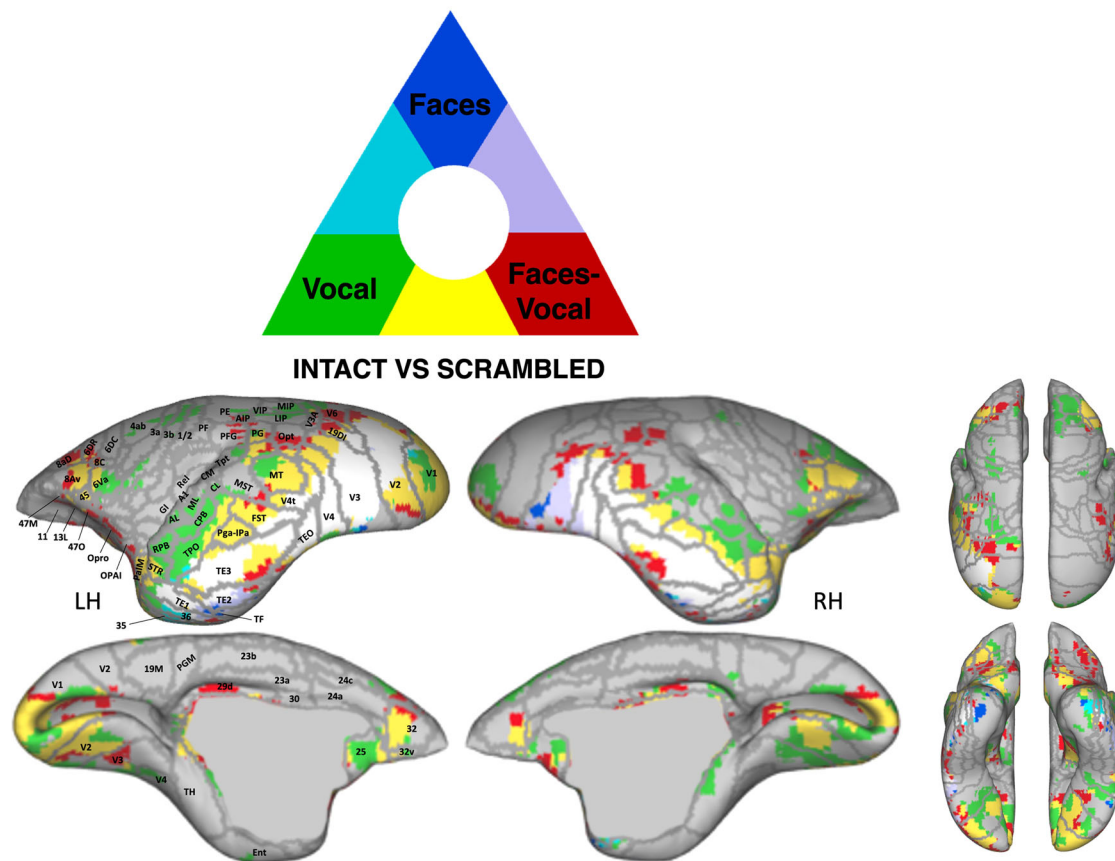 Faces
Vocal
Faces-
Vocal
INTACT VS SCRAMBLED
PE VIP MIP
AIP LIP V3A V6
4ab 3a 3b 1/2 PF PFG PG Opt 19DI
8aD 6DR 6DC
8C
8Av 6Va
45
Rel CM Tpt
A1 MT V1
GI ML CL MST V2
AL CPB V4t V3
47M FST V4
11 13L
47O Pga-IPa TEO
Opro RPB TPO
OPAI PalM STR TE3
LH TE1 TE2 RH
35 36 TF
V2 19M PGM 23b
V1 29d 23a 24c
30 24a
32
V2 25 32v
V3
V4
TH
Ent